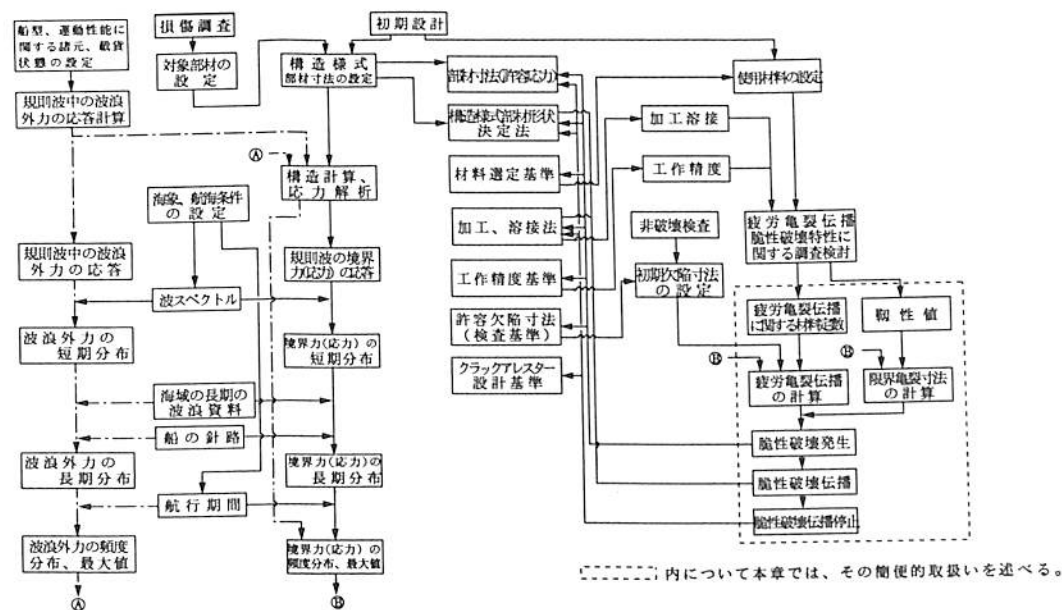 船型、運動性能に
関する諸元、載貨
状態の設定
規則波中の波浪
外力の応答計算
規則波中の波浪
外力の応答
波浪外力の
短期分布
波浪外力の
長期分布
波浪外力の頻度
分布、最大値
Ⓐ
損傷調査
対象部材の
設定
海象、航海条件
の設定
波スペクトル
海域の長期の
波浪資料
船の針路
航行期間
初期設計
構造様式
部材寸法の設定
Ⓐ
Ⓑ
構造計算、
応力解析
規則波の境界
力(応力)の応答
境界力(応力)の
短期分布
境界力(応力)の
長期分布
境界力(応力)の
頻度分布、最大値
Ⓑ
部材寸法(許容応力)
構造様式部材形状
決定法
材料選定基準
加工、溶接法
工作精度基準
許容欠陥寸法
(検査基準)
クラックアレスター
設計基準
使用材料の設定
加工溶接
工作精度
非破壊検査
初期欠陥寸法
の設定
疲労亀裂伝播
脆性破壊特性に
関する調査検討
疲労亀裂伝播
に関する材料定数
靱性値
Ⓑ
Ⓑ
疲労亀裂伝播
の計算
限界亀裂寸法
の計算
脆性破壊発生
脆性破壊伝播
脆性破壊伝播停止
内について本章では、その簡便的取扱いを述べる。